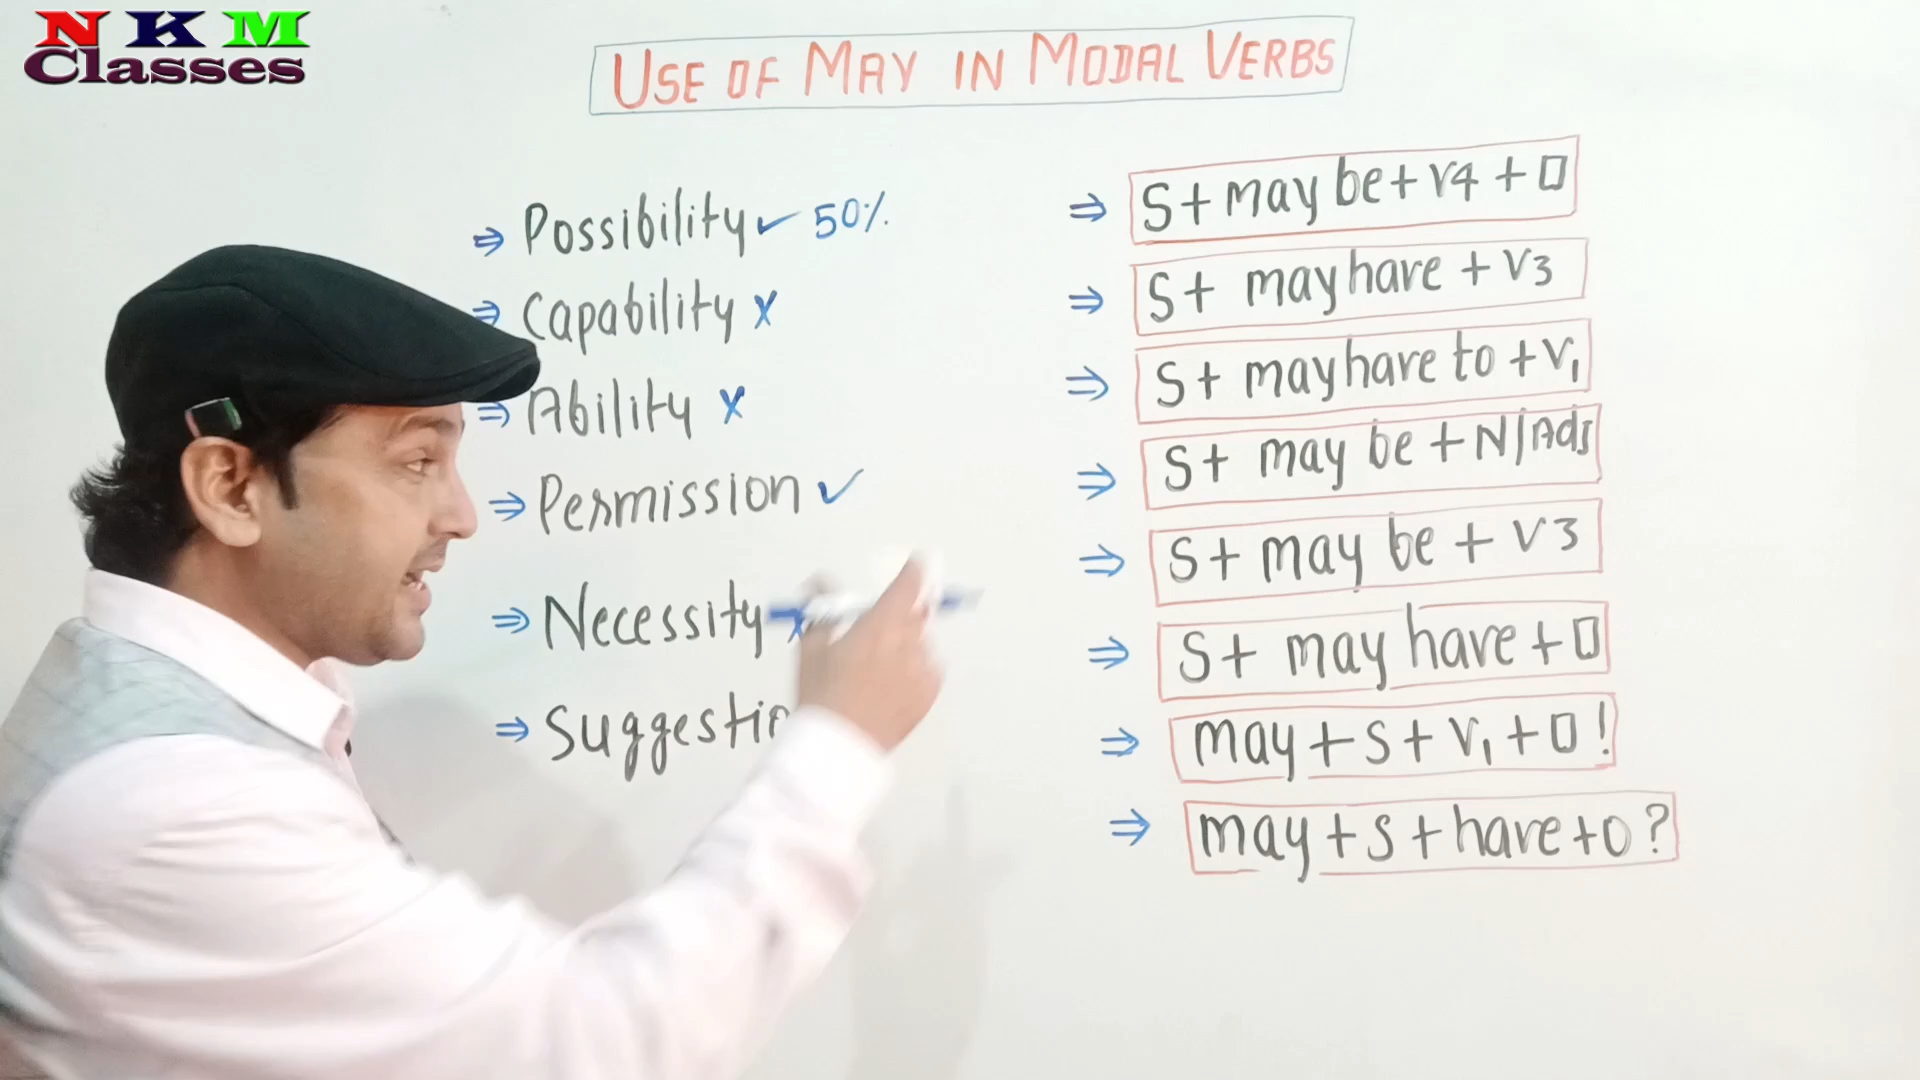 NKM
Classes
USE OF MAY IN MODAL VERBS
⇒ Possibility ✓ 50%
⇒ Capability x
⇒ Ability x
⇒ Permission ✓
⇒ Necessity x
⇒ Suggestio
⇒ S+ may be + V4 + O
⇒ S+ may have + V3
⇒ S+ may have to + V1
⇒ S+ may be + N/Adj
⇒ S+ may be + V3
⇒ S+ may have + O
⇒ may + S + V1 + O !
⇒ may + S + have + O ?